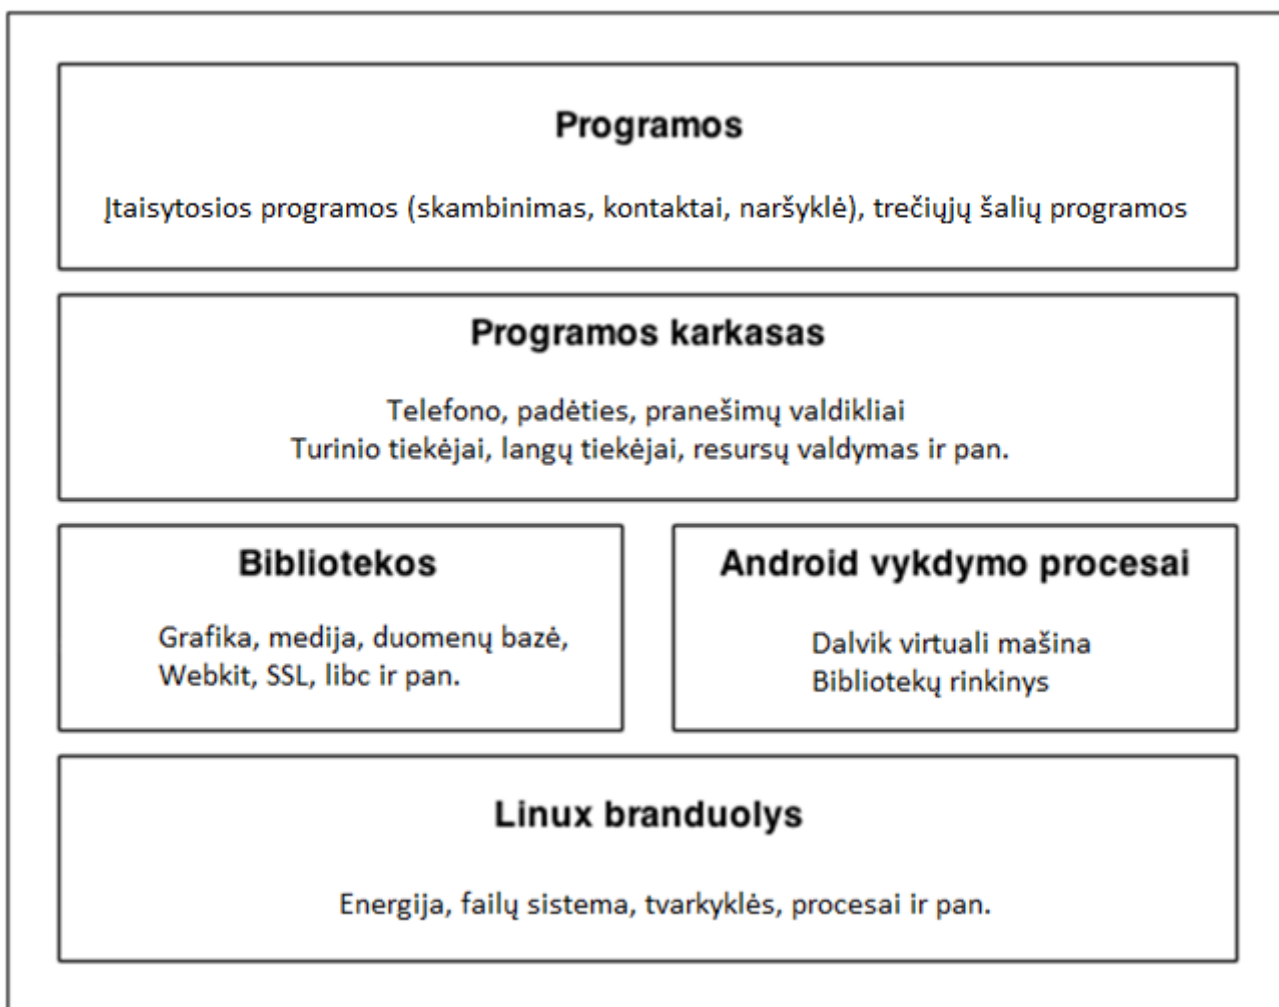 Programos
Įtaisytosios programos (skambinimas, kontaktai, naršyklė), trečiųjų šalių programos
Programos karkasas
Telefono, padėties, pranešimų valdikliai
Turinio tiekėjai, langų tiekėjai, resursų valdymas ir pan.
Bibliotekos
Grafika, medija, duomenų bazė,
Webkit, SSL, libc ir pan.
Android vykdymo procesai
Dalvik virtuali mašina
Bibliotekų rinkinys
Linux branduolys
Energija, failų sistema, tvarkyklės, procesai ir pan.